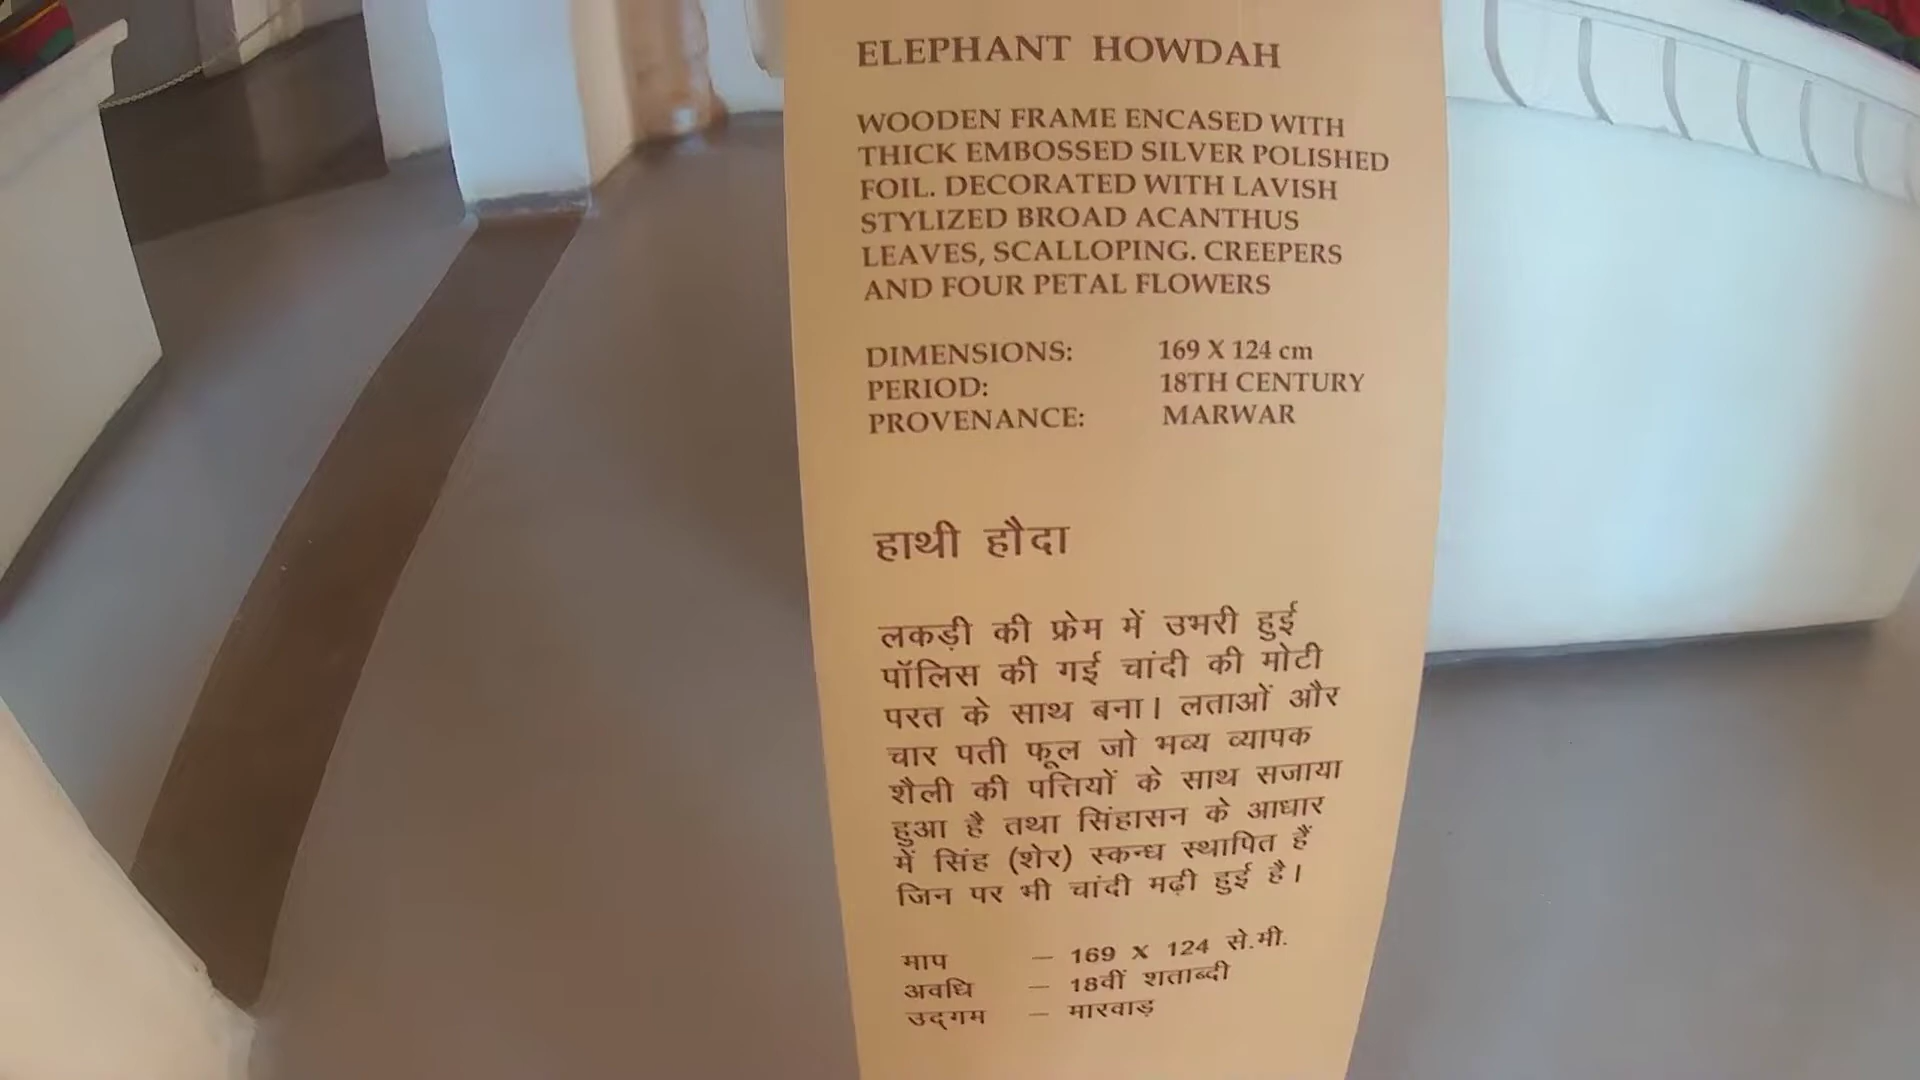 ELEPHANT HOWDAH
WOODEN FRAME ENCASED WITH
THICK EMBOSSED SILVER POLISHED
FOIL. DECORATED WITH LAVISH
STYLIZED BROAD ACANTHUS
LEAVES, SCALLOPING. CREEPERS
AND FOUR PETAL FLOWERS
DIMENSIONS: 169 X 124 cm
PERIOD: 18TH CENTURY
PROVENANCE: MARWAR
हाथी हौदा
लकड़ी की फ्रेम में उभरी हुई
पॉलिस की गई चांदी की मोटी
परत के साथ बना। लताओं और
चार पती फूल जो भव्य व्यापक
शैली की पत्तियों के साथ सजाया
हुआ है तथा सिंहासन के आधार
में सिंह (शेर) स्कन्ध स्थापित हैं
जिन पर भी चांदी मढ़ी हुई है।
माप – 169 X 124 से.मी.
अवधि – 18वीं शताब्दी
उद्‌गम – मारवाड़